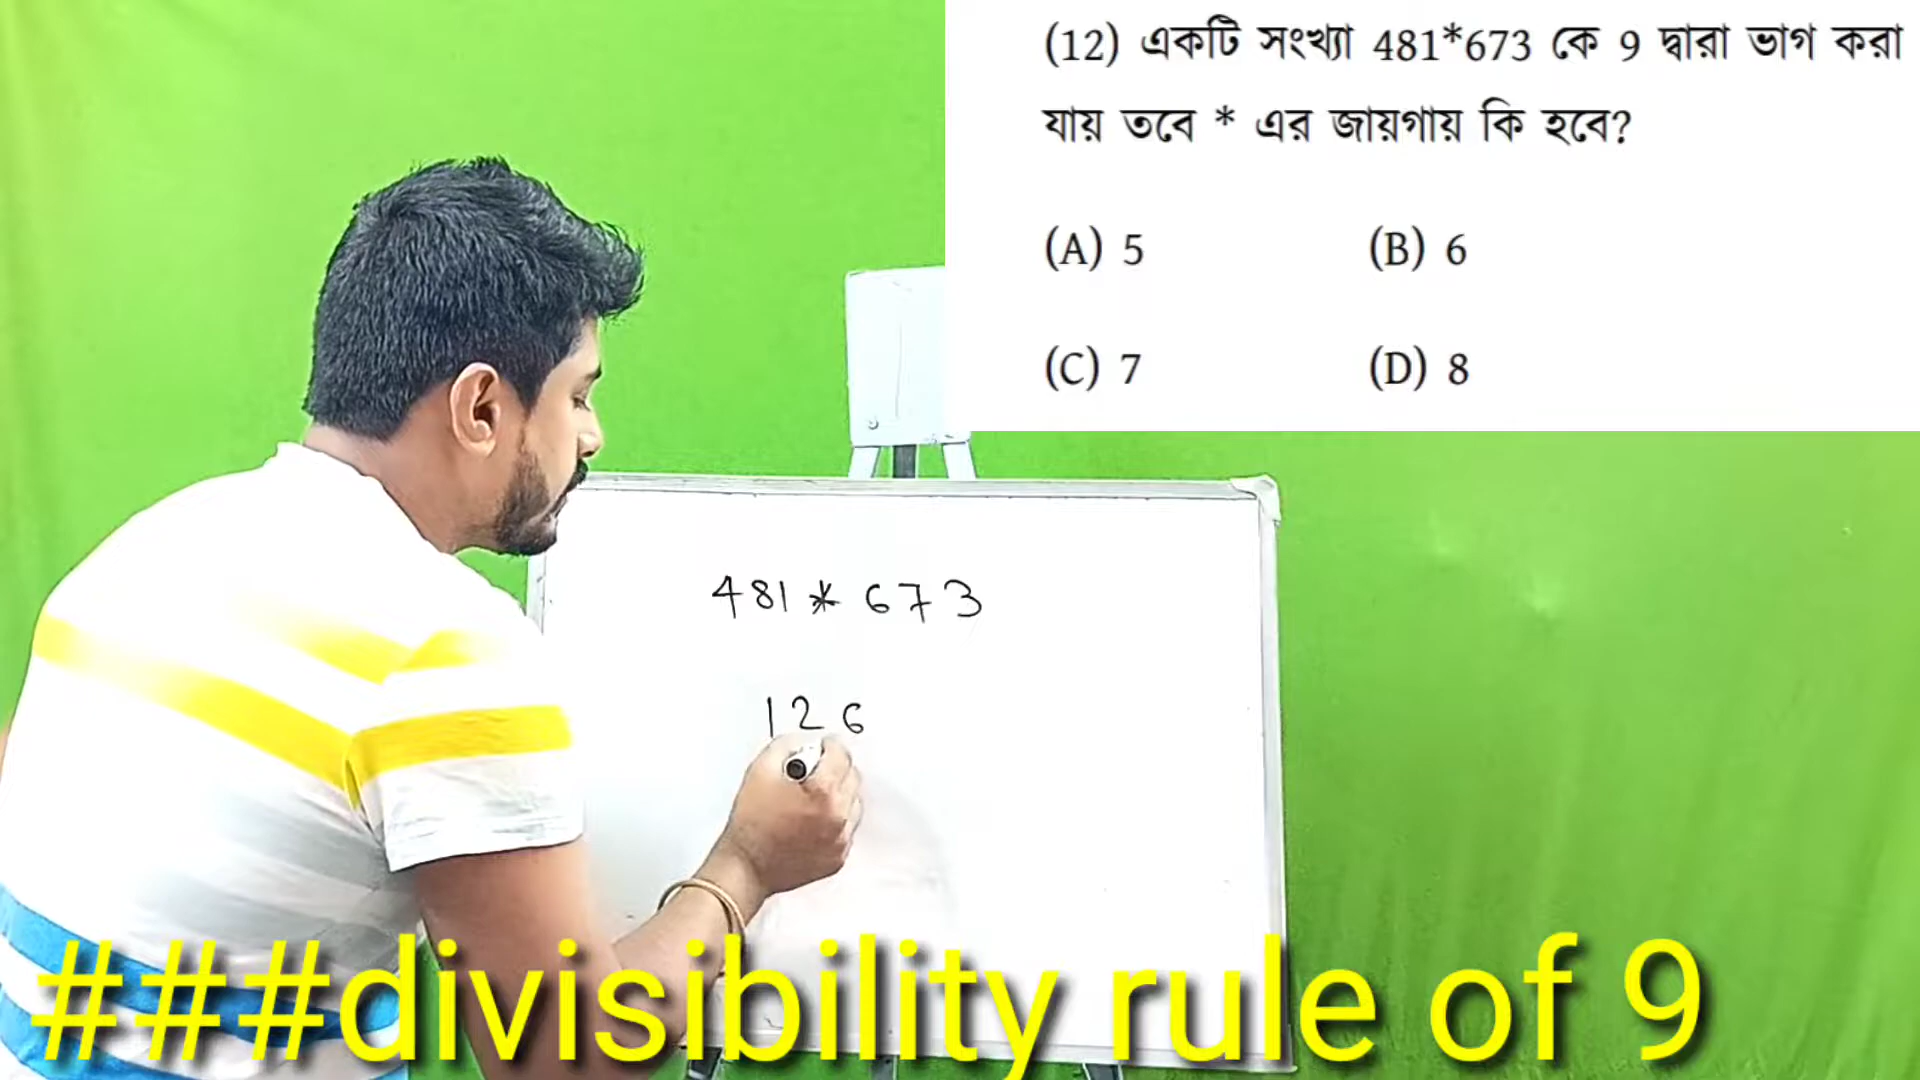 (12) একটি সংখ্যা 481*673 কে 9 দ্বারা ভাগ করা
যায় তবে * এর জায়গায় কি হবে?
(A) 5 (B) 6
(C) 7 (D) 8
481 * 673
126
###divisibility rule of 9